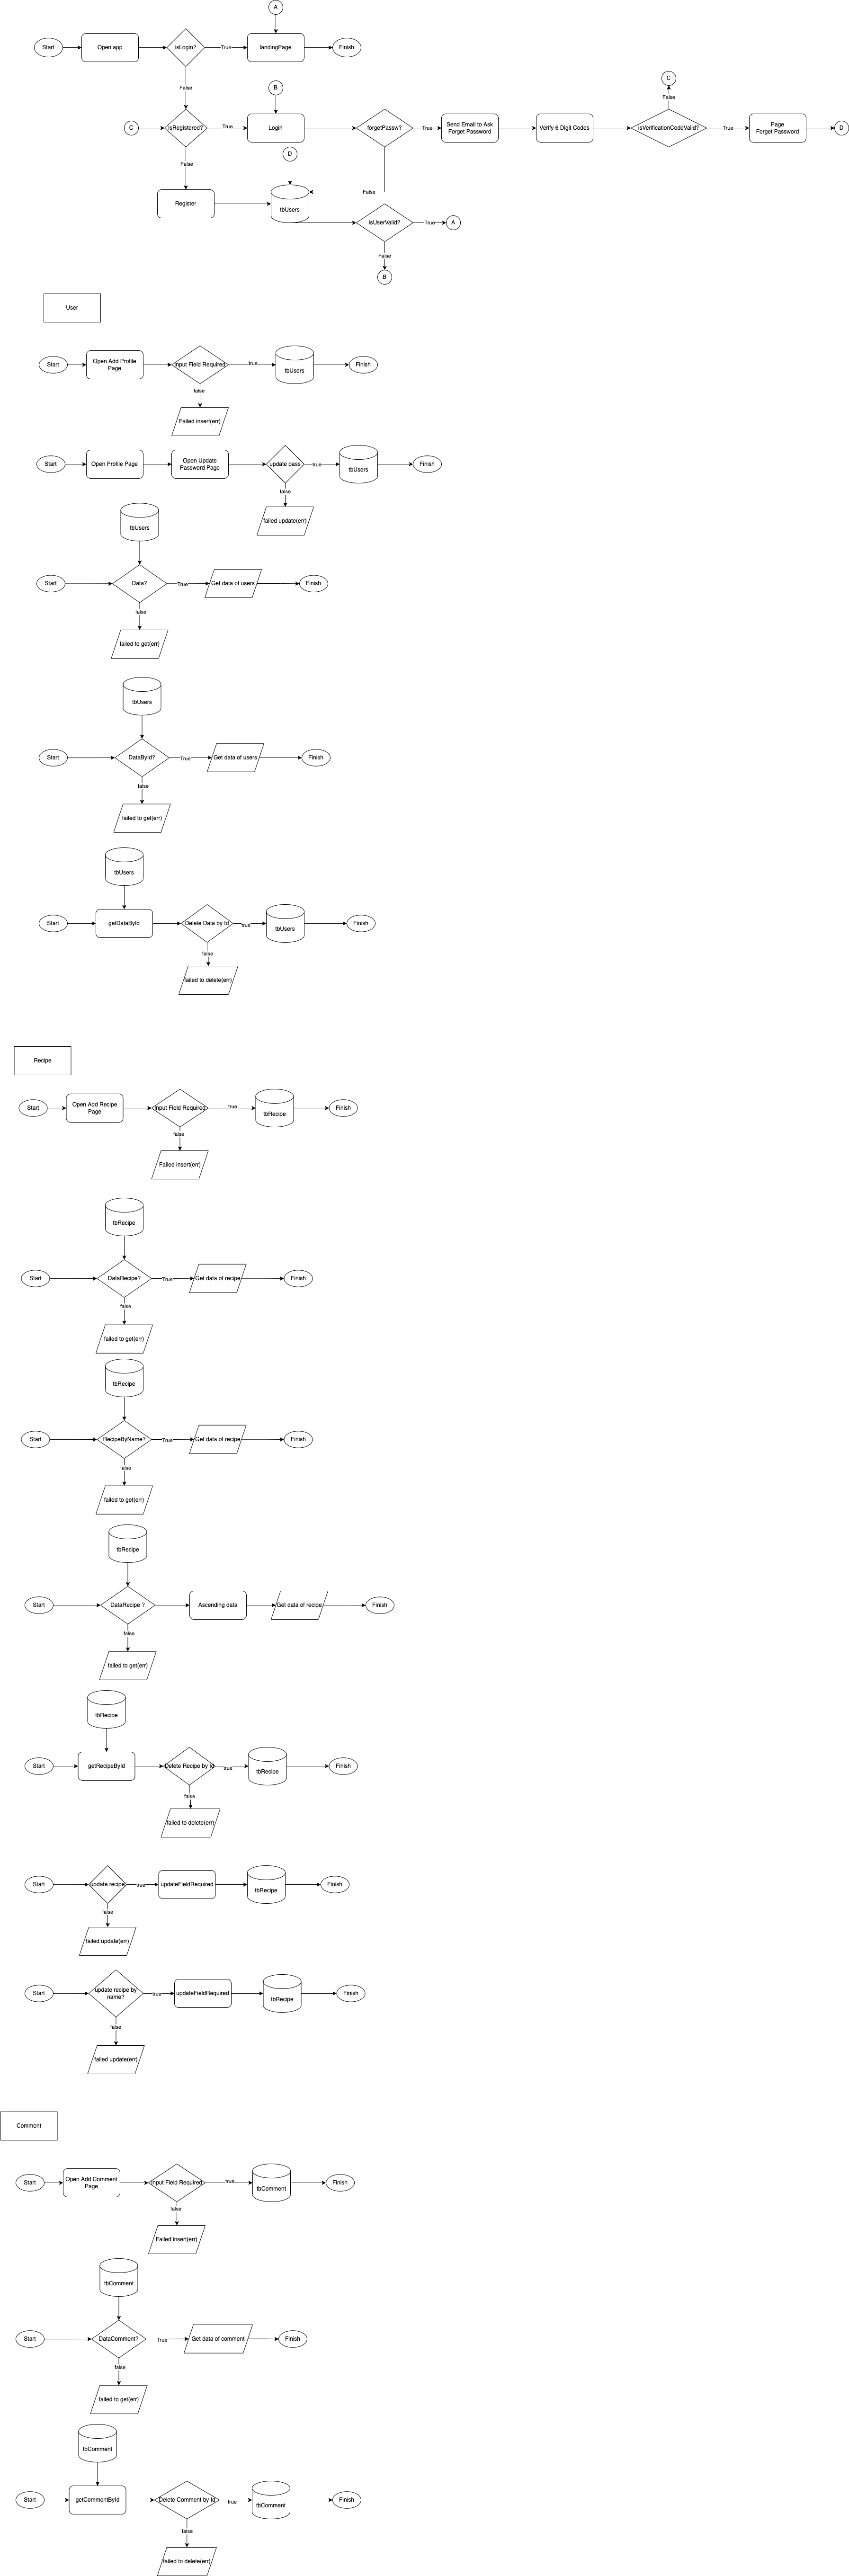 A
Start
Open app
isLogin?
True
landingPage
Finish
False
B
C
C
False
isRegistered?
True
Login
forgetPassw?
True
Send Email to Ask
Forget Password
Verify 6 Digit Codes
isVerificationCodeValid?
True
Page
Forget Password
D
D
False
False
Register
tbUsers
isUserValid?
True
A
False
B
User
Start
Open Add Profile
Page
Input Field Required
true
tbUsers
Finish
false
Failed insert(err)
Start
Open Profile Page
Open Update
Password Page
update pass
true
tbUsers
Finish
false
failed update(err)
tbUsers
Start
Data?
True
Get data of users
Finish
false
failed to get(err)
tbUsers
Start
DataById?
True
Get data of users
Finish
false
failed to get(err)
tbUsers
Start
getDataById
Delete Data by Id
true
tbUsers
Finish
false
failed to delete(err)
Recipe
Start
Open Add Recipe
Page
Input Field Required
true
tbRecipe
Finish
false
Failed insert(err)
tbRecipe
Start
DataRecipe?
True
Get data of recipe
Finish
false
failed to get(err)
tbRecipe
Start
RecipeByName?
True
Get data of recipe
Finish
false
failed to get(err)
tbRecipe
Start
DataRecipe ?
Ascending data
Get data of recipe
Finish
false
failed to get(err)
tbRecipe
Start
getRecipeById
Delete Recipe by Id
true
tbRecipe
Finish
false
failed to delete(err)
Start
update recipe
true
updateFieldRequired
tbRecipe
Finish
false
failed update(err)
Start
update recipe by
name?
true
updateFieldRequired
tbRecipe
Finish
false
failed update(err)
Comment
Start
Open Add Comment
Page
Input Field Required
true
tbComment
Finish
false
Failed insert(err)
tbComment
Start
DataComment?
True
Get data of comment
Finish
false
failed to get(err)
tbComment
Start
getCommentById
Delete Comment by Id
true
tbComment
Finish
false
failed to delete(err)